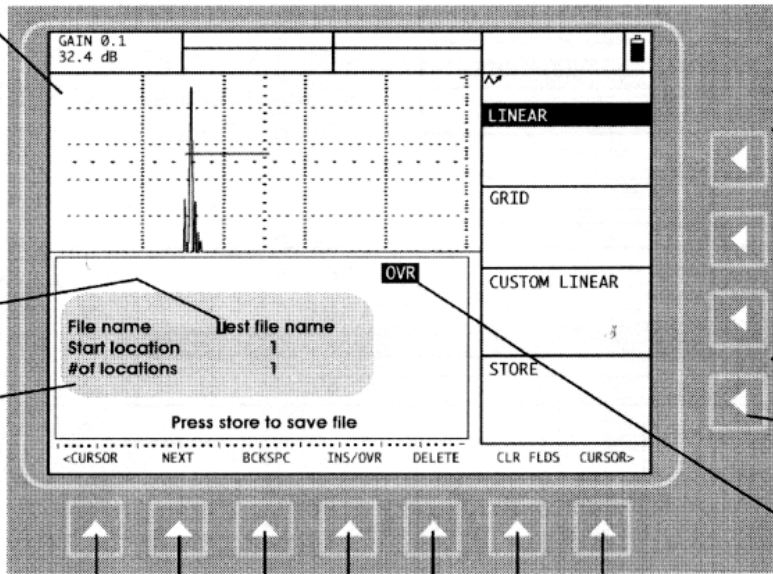 GAIN 0.1
32.4 dB
LINEAR
GRID
CUSTOM LINEAR
STORE
OVR
File name Test file name
Start location 1
#of locations 1
Press store to save file
<CURSOR NEXT BCKSPC INS/OVR DELETE CLR FLDS CURSOR>